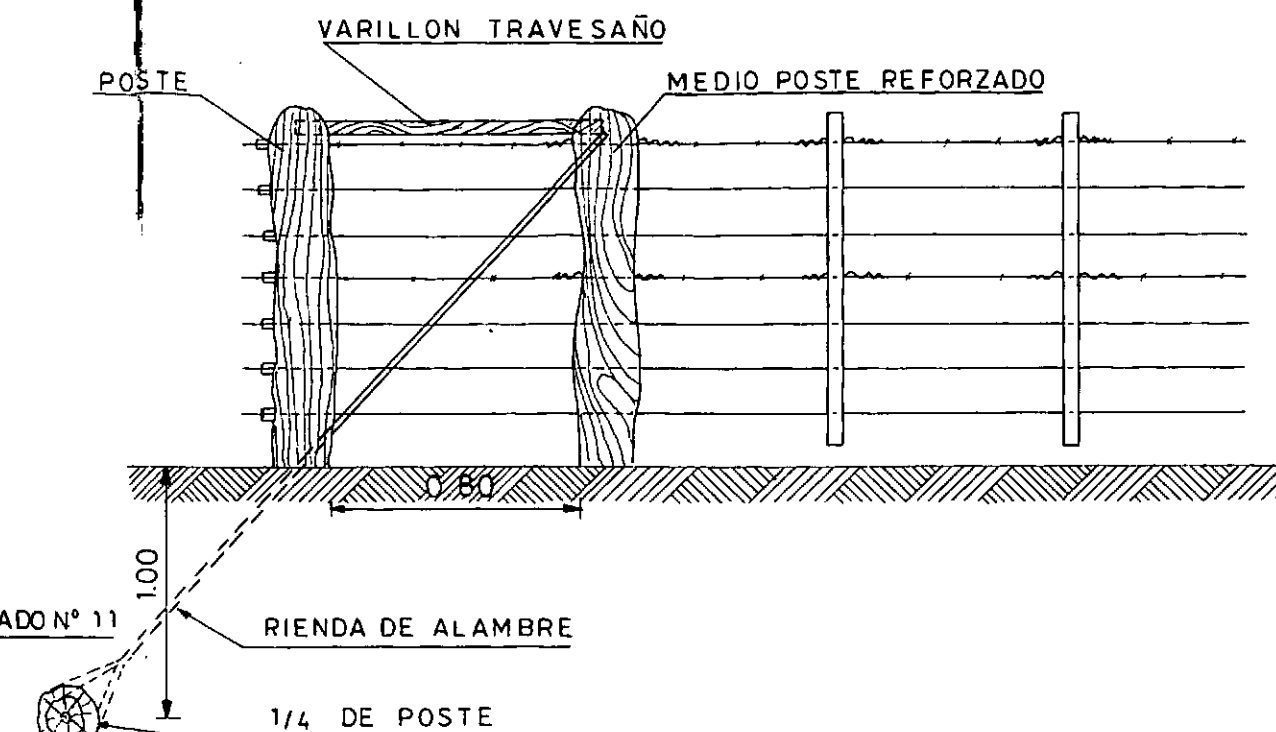 VARILLON TRAVESAÑO
POSTE
MEDIO POSTE REFORZADO
0 80
1.00
ADO Nº 11
RIENDA DE ALAMBRE
1/4 DE POSTE